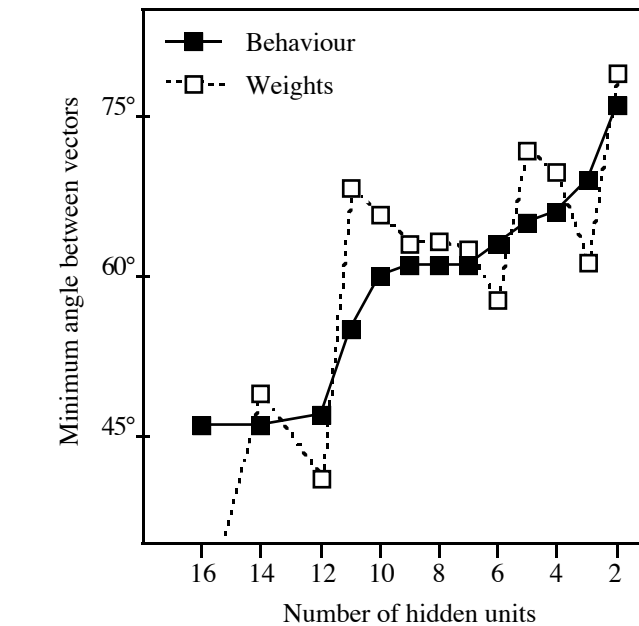 Behaviour
Weights
Minimum angle between vectors
75°
60°
45°
16 14 12 10 8 6 4 2
Number of hidden units